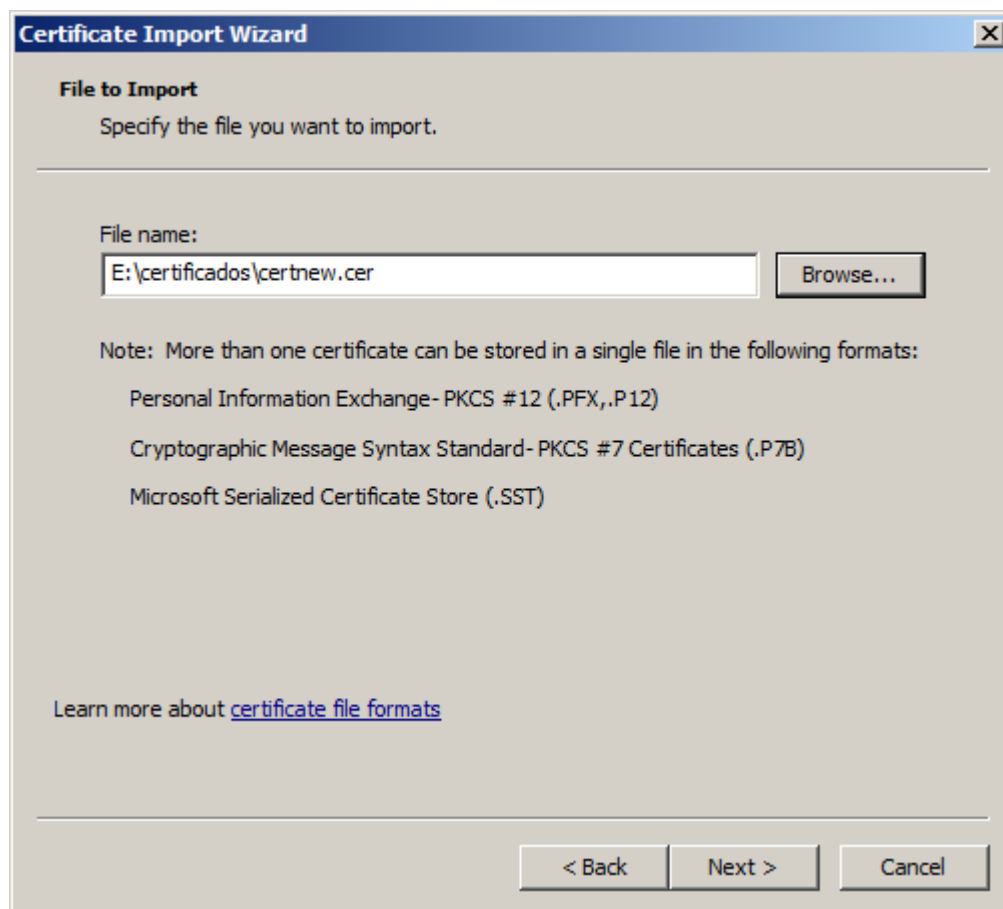 Certificate Import Wizard
File to Import
Specify the file you want to import.
File name:
E:\certificados\certnew.cer
Browse...
Note:  More than one certificate can be stored in a single file in the following formats:
Personal Information Exchange- PKCS #12 (.PFX,.P12)
Cryptographic Message Syntax Standard- PKCS #7 Certificates (.P7B)
Microsoft Serialized Certificate Store (.SST)
Learn more about certificate file formats
< Back
Next >
Cancel